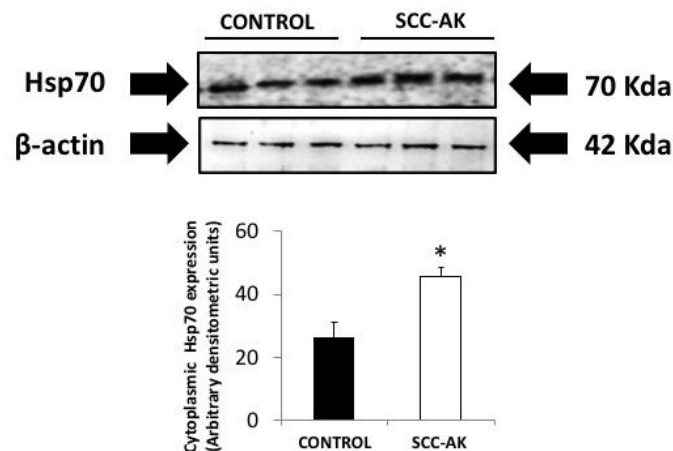 CONTROL SCC-AK
Hsp70 70 Kda
β-actin 42 Kda
Cytoplasmic Hsp70 expression
(Arbitrary densitometric units)
60
40
20
0
*
CONTROL SCC-AK